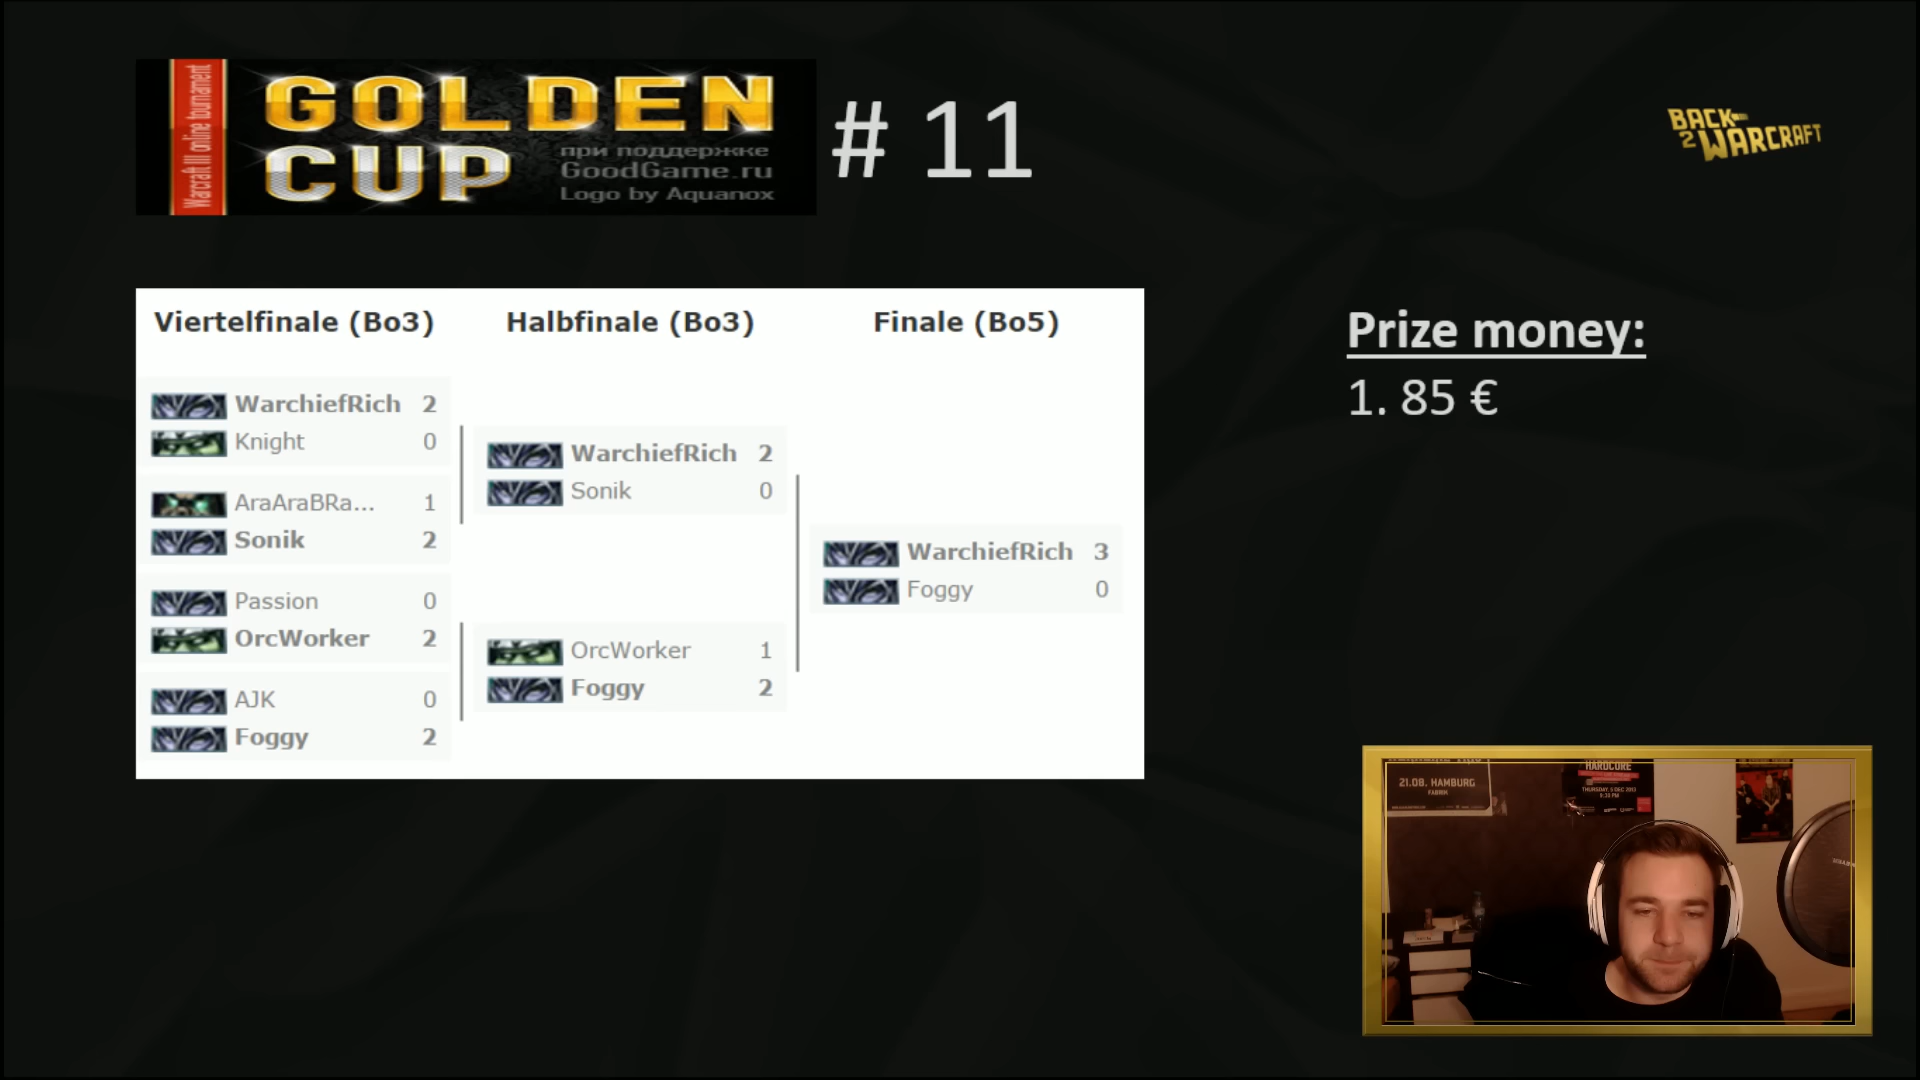 Warcraft III online tournament
GOLDEN
CUP
при поддержке
GoodGame.ru
Logo by Aquanox
# 11
BACK
2WARCRAFT
Viertelfinale (Bo3)
Halbfinale (Bo3)
Finale (Bo5)
WarchiefRich 2
Knight 0
AraAraBRa... 1
Sonik 2
Passion 0
OrcWorker 2
AJK 0
Foggy 2
WarchiefRich 2
Sonik 0
OrcWorker 1
Foggy 2
WarchiefRich 3
Foggy 0
Prize money:
1. 85 €
21.08. HAMBURG
FABRIK
HARDCORE